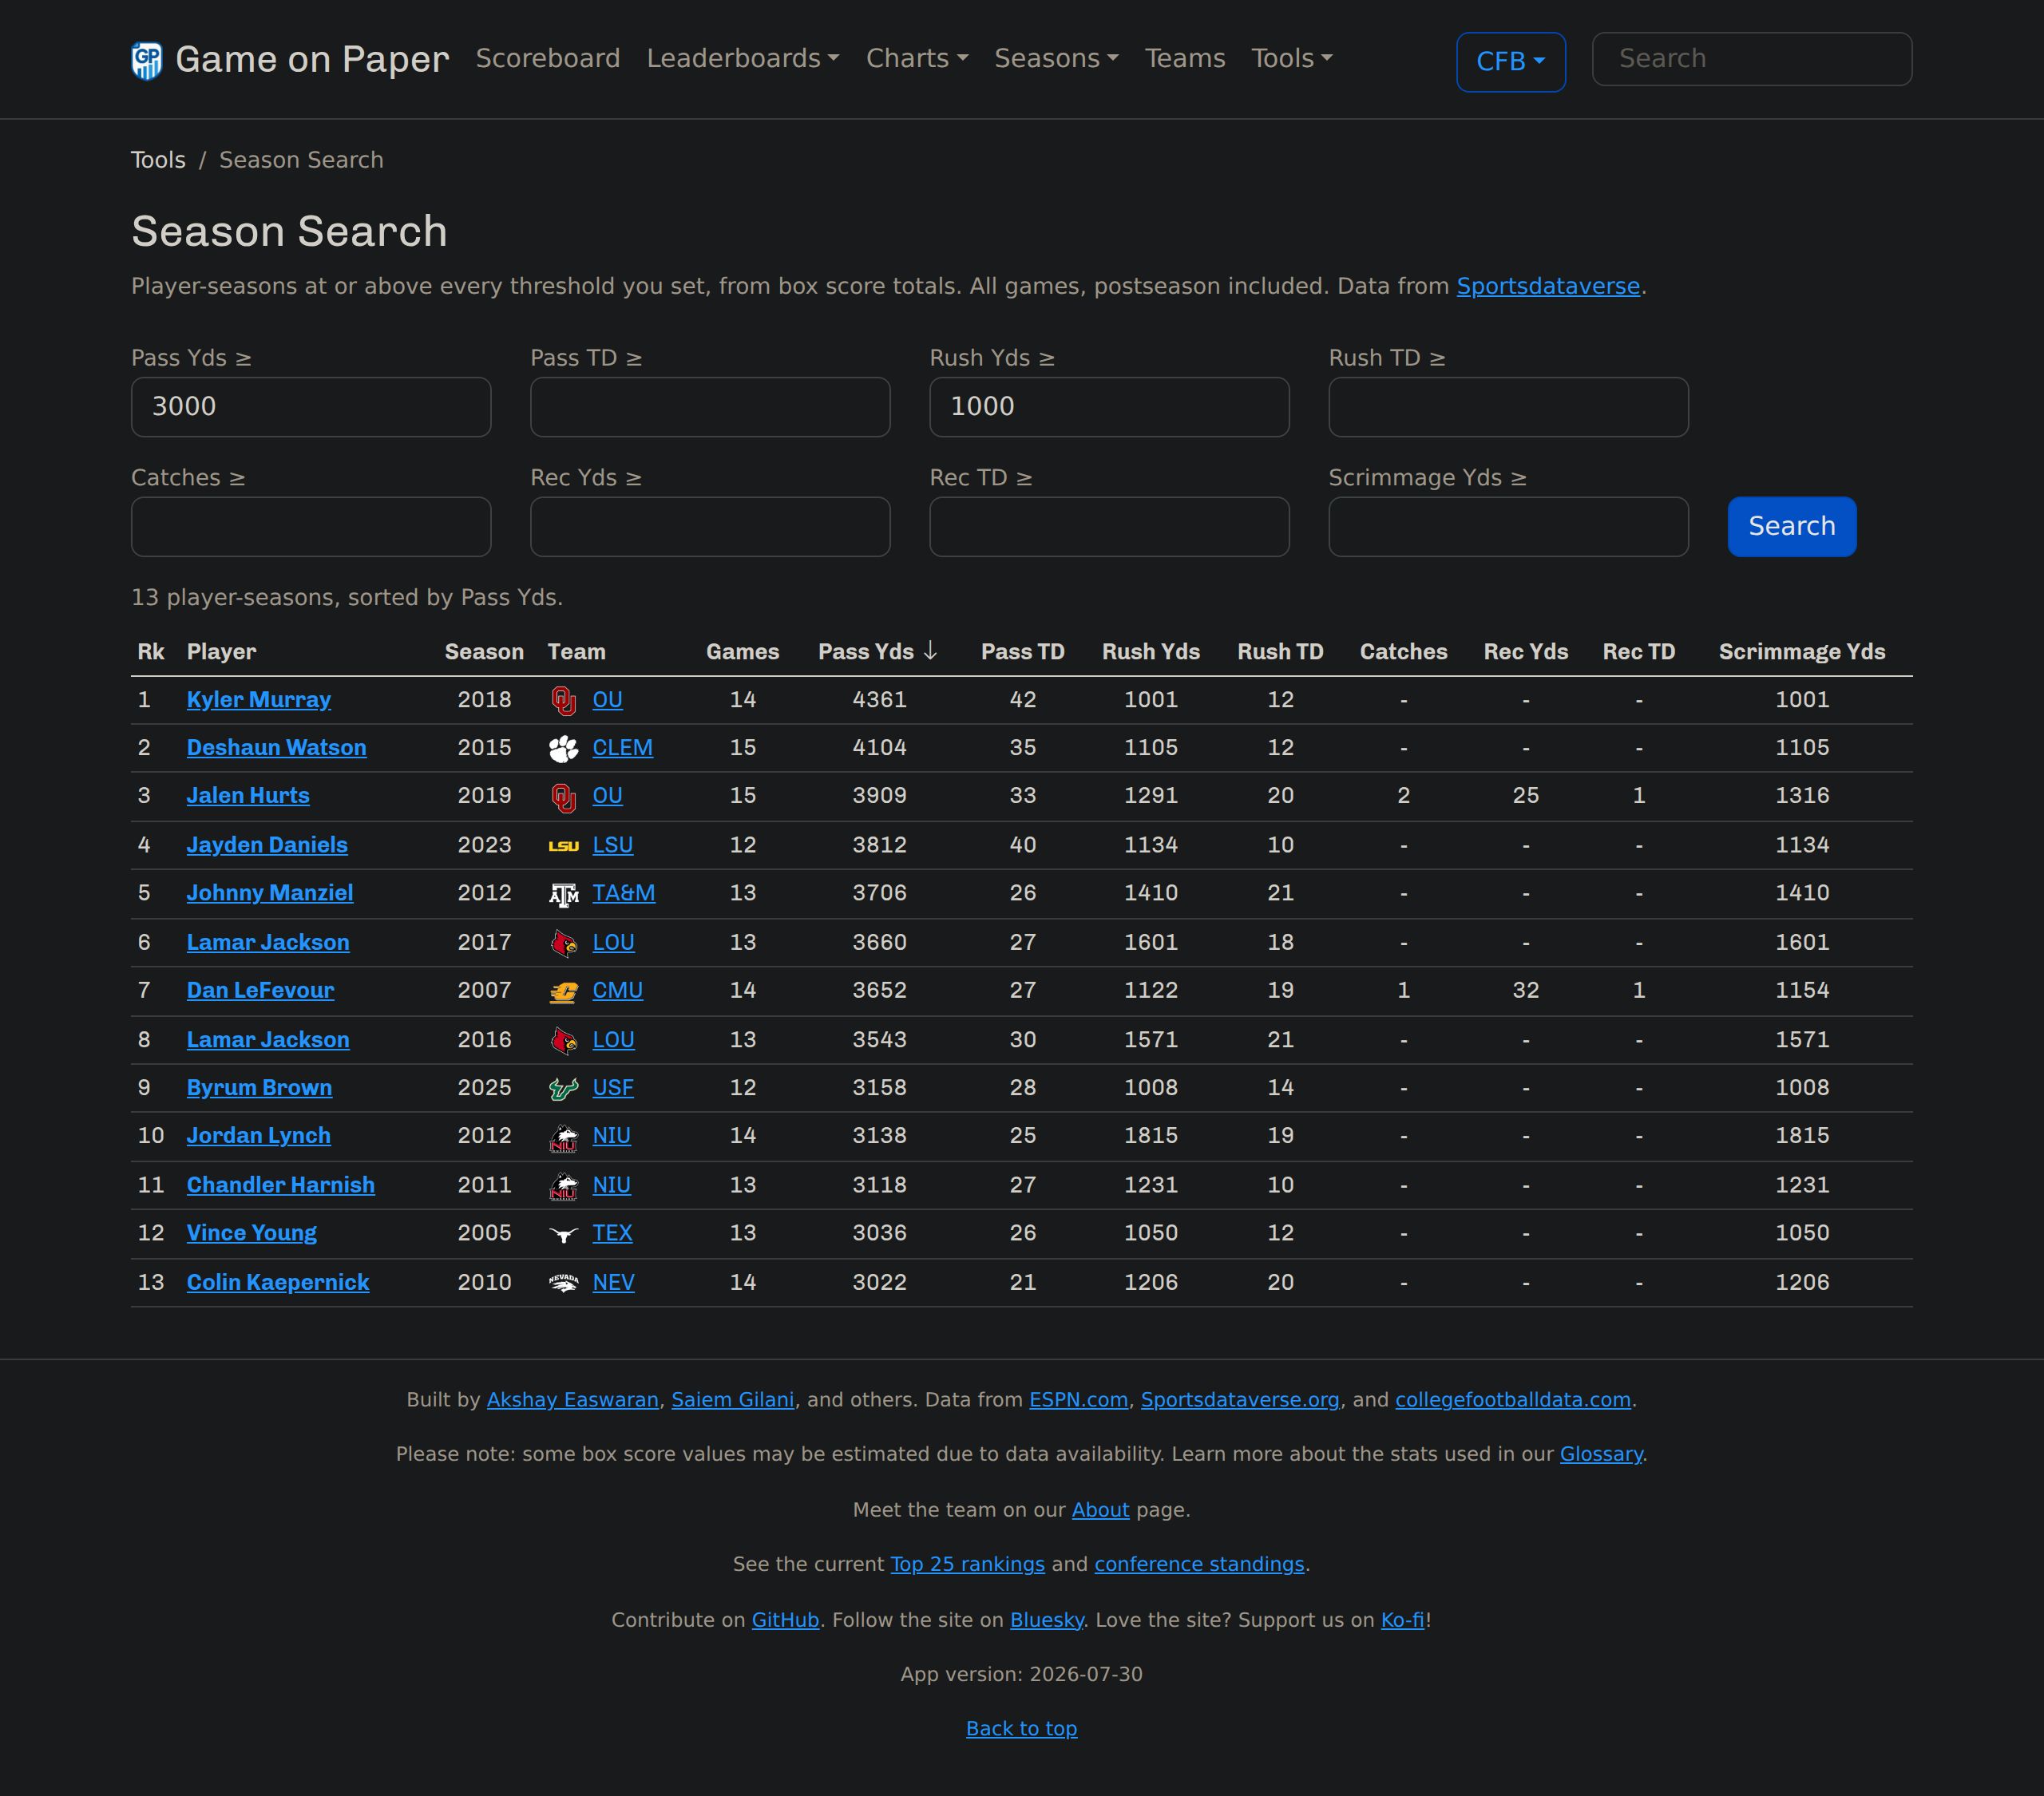 GP Game on Paper Scoreboard Leaderboards Charts Seasons Teams Tools CFB Search
Tools / Season Search
Season Search
Player-seasons at or above every threshold you set, from box score totals. All games, postseason included. Data from Sportsdataverse.
Pass Yds ≥ Pass TD ≥ Rush Yds ≥ Rush TD ≥
3000 1000
Catches ≥ Rec Yds ≥ Rec TD ≥ Scrimmage Yds ≥
Search
13 player-seasons, sorted by Pass Yds.
Rk Player Season Team Games Pass Yds ↓ Pass TD Rush Yds Rush TD Catches Rec Yds Rec TD Scrimmage Yds
1 Kyler Murray 2018 OU OU 14 4361 42 1001 12 - - - 1001
2 Deshaun Watson 2015 CLEM 15 4104 35 1105 12 - - - 1105
3 Jalen Hurts 2019 OU OU 15 3909 33 1291 20 2 25 1 1316
4 Jayden Daniels 2023 LSU LSU 12 3812 40 1134 10 - - - 1134
5 Johnny Manziel 2012 ATM TA&M 13 3706 26 1410 21 - - - 1410
6 Lamar Jackson 2017 LOU 13 3660 27 1601 18 - - - 1601
7 Dan LeFevour 2007 C CMU 14 3652 27 1122 19 1 32 1 1154
8 Lamar Jackson 2016 LOU 13 3543 30 1571 21 - - - 1571
9 Byrum Brown 2025 USF 12 3158 28 1008 14 - - - 1008
10 Jordan Lynch 2012 NIU NIU 14 3138 25 1815 19 - - - 1815
11 Chandler Harnish 2011 NIU NIU 13 3118 27 1231 10 - - - 1231
12 Vince Young 2005 TEX 13 3036 26 1050 12 - - - 1050
13 Colin Kaepernick 2010 NEVADA NEV 14 3022 21 1206 20 - - - 1206
Built by Akshay Easwaran, Saiem Gilani, and others. Data from ESPN.com, Sportsdataverse.org, and collegefootballdata.com.
Please note: some box score values may be estimated due to data availability. Learn more about the stats used in our Glossary.
Meet the team on our About page.
See the current Top 25 rankings and conference standings.
Contribute on GitHub. Follow the site on Bluesky. Love the site? Support us on Ko-fi!
App version: 2026-07-30
Back to top